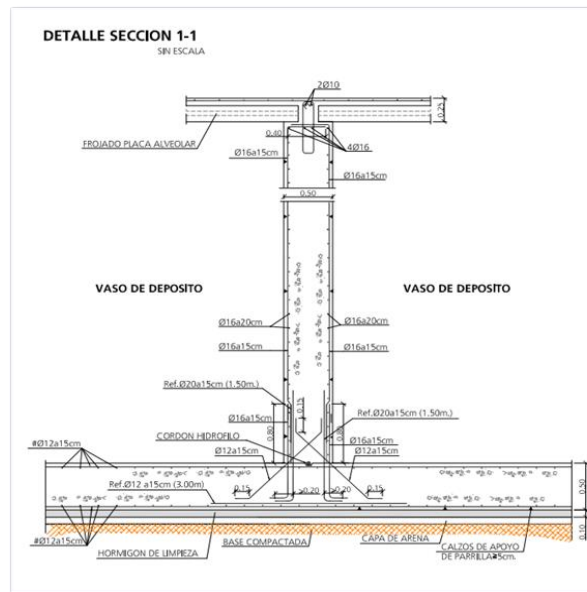 DETALLE SECCION 1-1
SIN ESCALA
2Ø10
0.25
FROJADO PLACA ALVEOLAR
0.40
4Ø16
Ø16a15cm
Ø16a15cm
0.50
VASO DE DEPOSITO
VASO DE DEPOSITO
Ø16a20cm
Ø16a20cm
Ø16a15cm
Ø16a15cm
Ref.Ø20a15cm (1.50m.)
0.15
Ref.Ø20a15cm (1.50m.)
0.80
Ø16a15cm
0.80
Ø16a15cm
CORDON HIDROFILO
#Ø12a15cm
Ø12a15cm
Ø12a15cm
Ref.Ø12 a15cm (3.00m)
0.15
0.20
0.20
0.15
0.50
#Ø12a15cm
HORMIGON DE LIMPIEZA
BASE COMPACTADA
CAPA DE ARENA
CALZOS DE APOYO
DE PARRILLA#5cm.
0.10